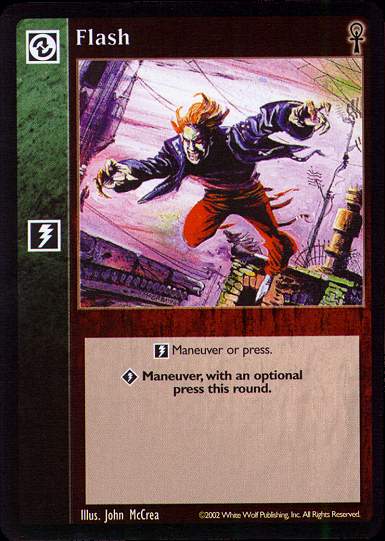 Flash
Maneuver or press.
Maneuver, with an optional
press this round.
Illus. John McCrea
©2002 White Wolf Publishing, Inc. All Rights Reserved.